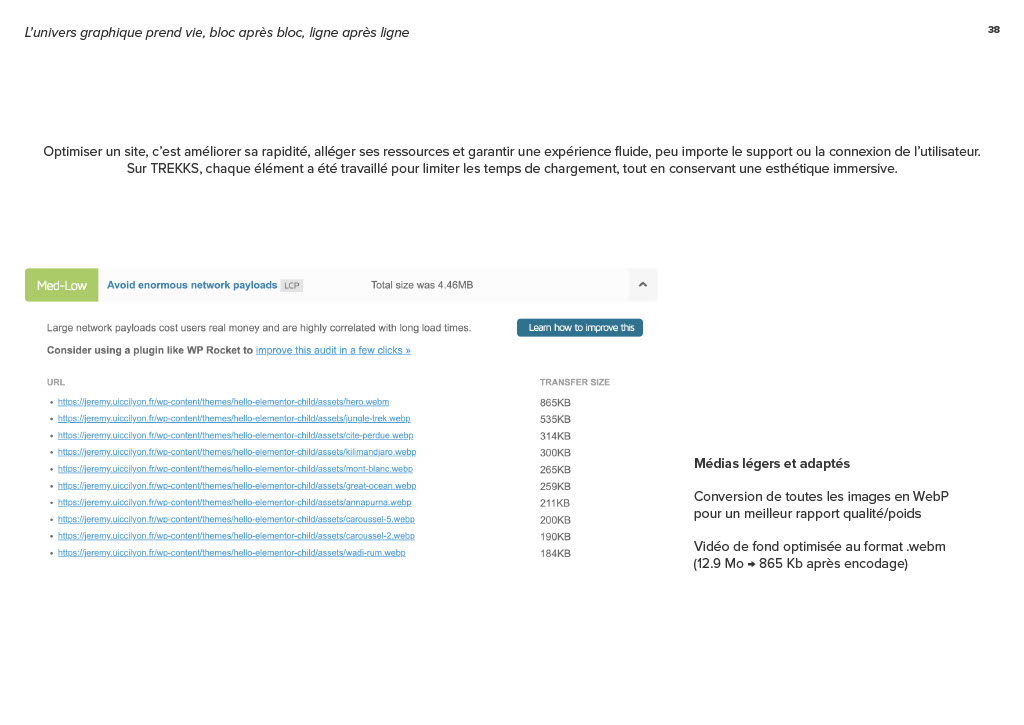 L'univers graphique prend vie, bloc après bloc, ligne après ligne
38
Optimiser un site, c'est améliorer sa rapidité, alléger ses ressources et garantir une expérience fluide, peu importe le support ou la connexion de l'utilisateur.
Sur TREKKS, chaque élément a été travaillé pour limiter les temps de chargement, tout en conservant une esthétique immersive.
Med-Low Avoid enormous network payloads LCP Total size was 4.46MB
Large network payloads cost users real money and are highly correlated with long load times. Learn how to improve this
Consider using a plugin like WP Rocket to improve this audit in a few clicks »
URL TRANSFER SIZE
• https://jeremy.uiccilyon.fr/wp-content/themes/hello-elementor-child/assets/hero.webm 865KB
• https://jeremy.uiccilyon.fr/wp-content/themes/hello-elementor-child/assets/jungle-trek.webp 535KB
• https://jeremy.uiccilyon.fr/wp-content/themes/hello-elementor-child/assets/cite-perdue.webp 314KB
• https://jeremy.uiccilyon.fr/wp-content/themes/hello-elementor-child/assets/kilimandjaro.webp 300KB
• https://jeremy.uiccilyon.fr/wp-content/themes/hello-elementor-child/assets/mont-blanc.webp 265KB
• https://jeremy.uiccilyon.fr/wp-content/themes/hello-elementor-child/assets/great-ocean.webp 259KB
• https://jeremy.uiccilyon.fr/wp-content/themes/hello-elementor-child/assets/annapurna.webp 211KB
• https://jeremy.uiccilyon.fr/wp-content/themes/hello-elementor-child/assets/caroussel-5.webp 200KB
• https://jeremy.uiccilyon.fr/wp-content/themes/hello-elementor-child/assets/caroussel-2.webp 190KB
• https://jeremy.uiccilyon.fr/wp-content/themes/hello-elementor-child/assets/wadi-rum.webp 184KB
Médias légers et adaptés
Conversion de toutes les images en WebP
pour un meilleur rapport qualité/poids
Vidéo de fond optimisée au format .webm
(12.9 Mo → 865 Kb après encodage)